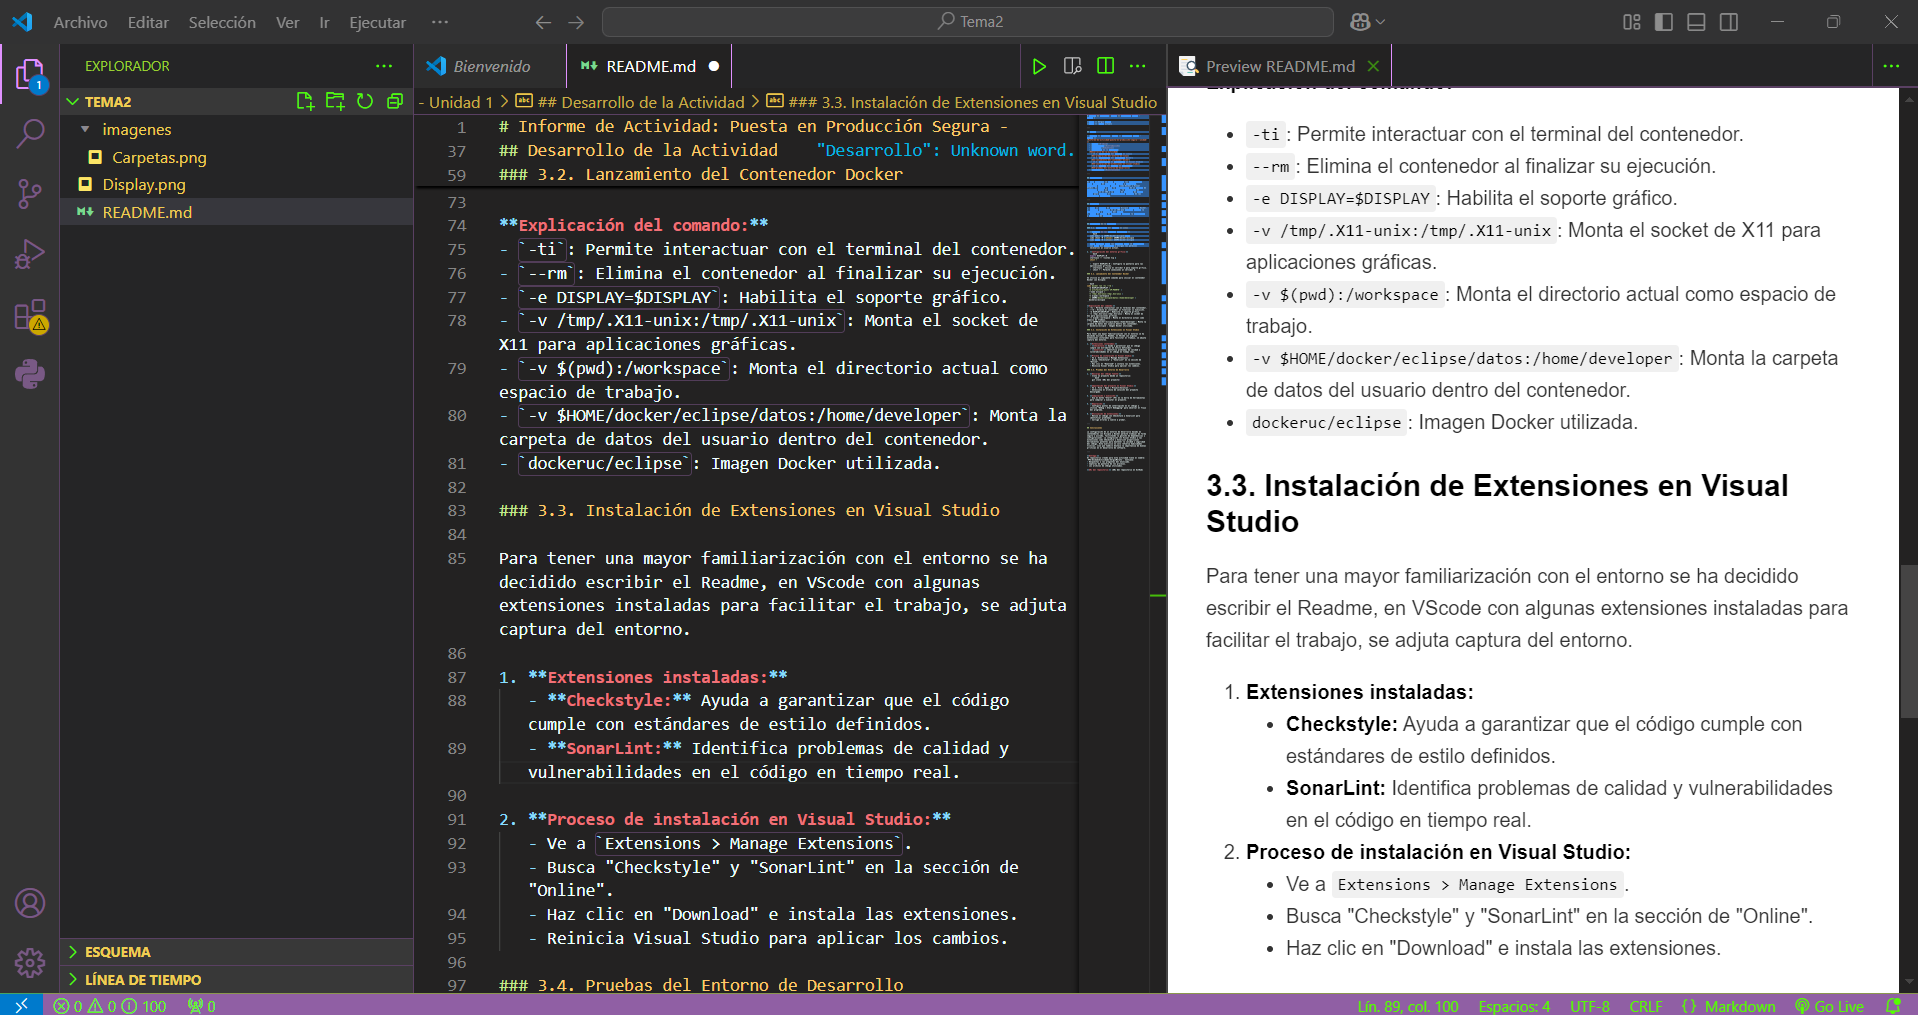 Archivo Editar Selección Ver Ir Ejecutar ···
Tema2
EXPLORADOR ···
TEMA2
imagenes
Carpetas.png
Display.png
README.md
ESQUEMA
LÍNEA DE TIEMPO
Bienvenido
README.md
- Unidad 1 > ## Desarrollo de la Actividad > ### 3.3. Instalación de Extensiones en Visual Studio
1 # Informe de Actividad: Puesta en Producción Segura -
37 ## Desarrollo de la Actividad "Desarrollo": Unknown word.
59 ### 3.2. Lanzamiento del Contenedor Docker
73
74 **Explicación del comando:**
75 - `-ti`: Permite interactuar con el terminal del contenedor.
76 - `--rm`: Elimina el contenedor al finalizar su ejecución.
77 - `-e DISPLAY=$DISPLAY`: Habilita el soporte gráfico.
78 - `-v /tmp/.X11-unix:/tmp/.X11-unix`: Monta el socket de
X11 para aplicaciones gráficas.
79 - `-v $(pwd):/workspace`: Monta el directorio actual como
espacio de trabajo.
80 - `-v $HOME/docker/eclipse/datos:/home/developer`: Monta la
carpeta de datos del usuario dentro del contenedor.
81 - `dockeruc/eclipse`: Imagen Docker utilizada.
82
83 ### 3.3. Instalación de Extensiones en Visual Studio
84
85 Para tener una mayor familiarización con el entorno se ha
decidido escribir el Readme, en VScode con algunas
extensiones instaladas para facilitar el trabajo, se adjuta
captura del entorno.
86
87 1. **Extensiones instaladas:**
88 - **Checkstyle:** Ayuda a garantizar que el código
cumple con estándares de estilo definidos.
89 - **SonarLint:** Identifica problemas de calidad y
vulnerabilidades en el código en tiempo real.
90
91 2. **Proceso de instalación en Visual Studio:**
92 - Ve a `Extensions > Manage Extensions`.
93 - Busca "Checkstyle" y "SonarLint" en la sección de
"Online".
94 - Haz clic en "Download" e instala las extensiones.
95 - Reinicia Visual Studio para aplicar los cambios.
96
97 ### 3.4. Pruebas del Entorno de Desarrollo
Preview README.md
Explicación del comando:
• -ti: Permite interactuar con el terminal del contenedor.
• --rm: Elimina el contenedor al finalizar su ejecución.
• -e DISPLAY=$DISPLAY: Habilita el soporte gráfico.
• -v /tmp/.X11-unix:/tmp/.X11-unix: Monta el socket de X11 para
aplicaciones gráficas.
• -v $(pwd):/workspace: Monta el directorio actual como espacio de
trabajo.
• -v $HOME/docker/eclipse/datos:/home/developer: Monta la carpeta
de datos del usuario dentro del contenedor.
• dockeruc/eclipse: Imagen Docker utilizada.
3.3. Instalación de Extensiones en Visual
Studio
Para tener una mayor familiarización con el entorno se ha decidido
escribir el Readme, en VScode con algunas extensiones instaladas para
facilitar el trabajo, se adjuta captura del entorno.
1. Extensiones instaladas:
• Checkstyle: Ayuda a garantizar que el código cumple con
estándares de estilo definidos.
• SonarLint: Identifica problemas de calidad y vulnerabilidades
en el código en tiempo real.
2. Proceso de instalación en Visual Studio:
• Ve a Extensions > Manage Extensions.
• Busca "Checkstyle" y "SonarLint" en la sección de "Online".
• Haz clic en "Download" e instala las extensiones.
0 0 100 0
Lín. 89, col. 100 Espacios: 4 UTF-8 CRLF {} Markdown Go Live